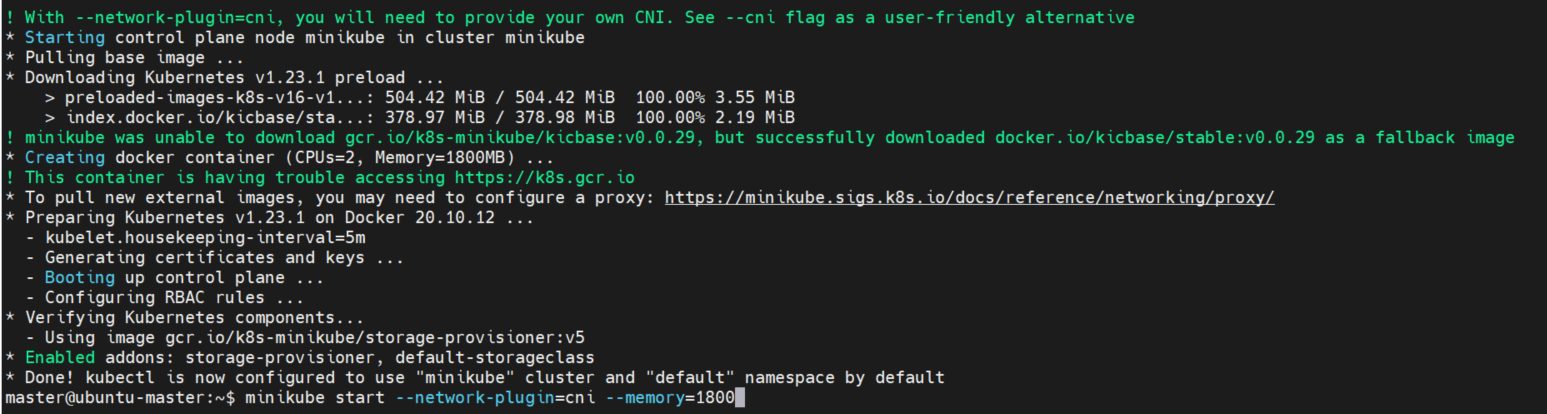 ! With --network-plugin=cni, you will need to provide your own CNI. See --cni flag as a user-friendly alternative
* Starting control plane node minikube in cluster minikube
* Pulling base image ...
* Downloading Kubernetes v1.23.1 preload ...
    > preloaded-images-k8s-v16-v1...: 504.42 MiB / 504.42 MiB  100.00% 3.55 MiB
    > index.docker.io/kicbase/sta...: 378.97 MiB / 378.98 MiB  100.00% 2.19 MiB
! minikube was unable to download gcr.io/k8s-minikube/kicbase:v0.0.29, but successfully downloaded docker.io/kicbase/stable:v0.0.29 as a fallback image
* Creating docker container (CPUs=2, Memory=1800MB) ...
! This container is having trouble accessing https://k8s.gcr.io
* To pull new external images, you may need to configure a proxy: https://minikube.sigs.k8s.io/docs/reference/networking/proxy/
* Preparing Kubernetes v1.23.1 on Docker 20.10.12 ...
  - kubelet.housekeeping-interval=5m
  - Generating certificates and keys ...
  - Booting up control plane ...
  - Configuring RBAC rules ...
* Verifying Kubernetes components...
  - Using image gcr.io/k8s-minikube/storage-provisioner:v5
* Enabled addons: storage-provisioner, default-storageclass
* Done! kubectl is now configured to use "minikube" cluster and "default" namespace by default
master@ubuntu-master:~$ minikube start --network-plugin=cni --memory=1800